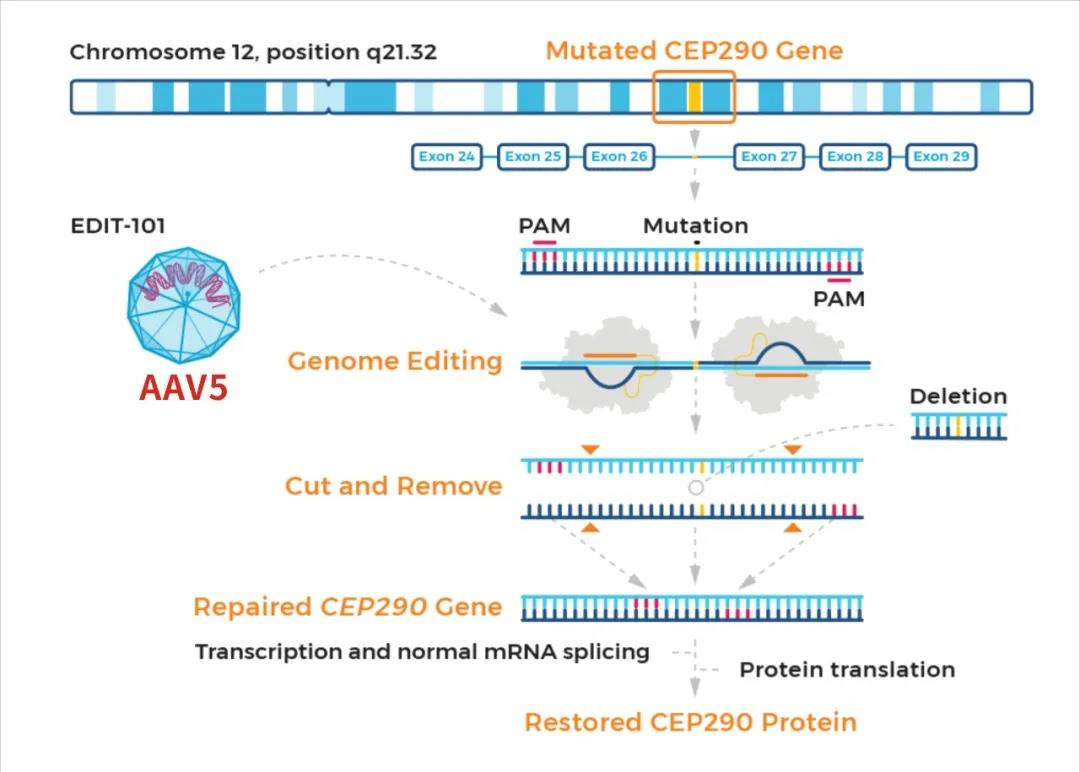 Chromosome 12, position q21.32
Mutated CEP290 Gene
Exon 24
Exon 25
Exon 26
Exon 27
Exon 28
Exon 29
EDIT-101
PAM
Mutation
PAM
AAV5
Genome Editing
Deletion
Cut and Remove
Repaired CEP290 Gene
Transcription and normal mRNA splicing
Protein translation
Restored CEP290 Protein